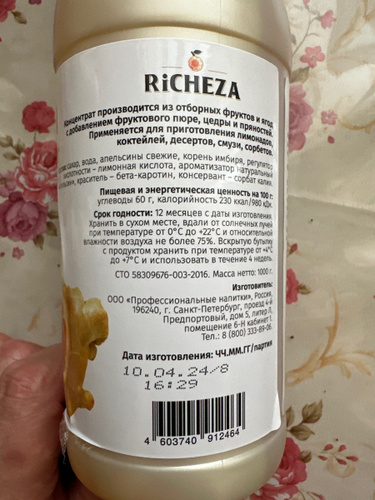 RiCHEZA
Концентрат производится из отборных фруктов и ягод
с добавлением фруктового пюре, цедры и пряностей.
Применяется для приготовления лимонадов,
коктейлей, десертов, смузи, сорбетов.
сахар, вода, апельсины свежие, корень имбиря, регулятор
кислотности – лимонная кислота, ароматизатор натуральный
краситель – бета-каротин, консервант – сорбат калия.
Пищевая и энергетическая ценность на 100 г:
углеводы 60 г, калорийность 230 ккал/980 кДж.
Срок годности: 12 месяцев с даты изготовления.
Хранить в сухом месте, вдали от солнечных лучей
при температуре от 0°C до +22°C и относительной
влажности воздуха не более 75%. Вскрытую бутылку
с продуктом хранить при температуре от +4°C
до +7°C и использовать в течение 4 недель.
СТО 58309676-003-2016. Масса нетто: 1000 г.
Изготовитель:
ООО «Профессиональные напитки», Россия,
196240, г. Санкт-Петербург, проезд 4-й
Предпортовый, дом 5, литер Л,
помещение 6-Н кабинет 1.
Тел.: 8 (800) 333-89-06.
Дата изготовления: ЧЧ.ММ.ГГ/партия
10.04.24/8
16:29
4 603740 912464